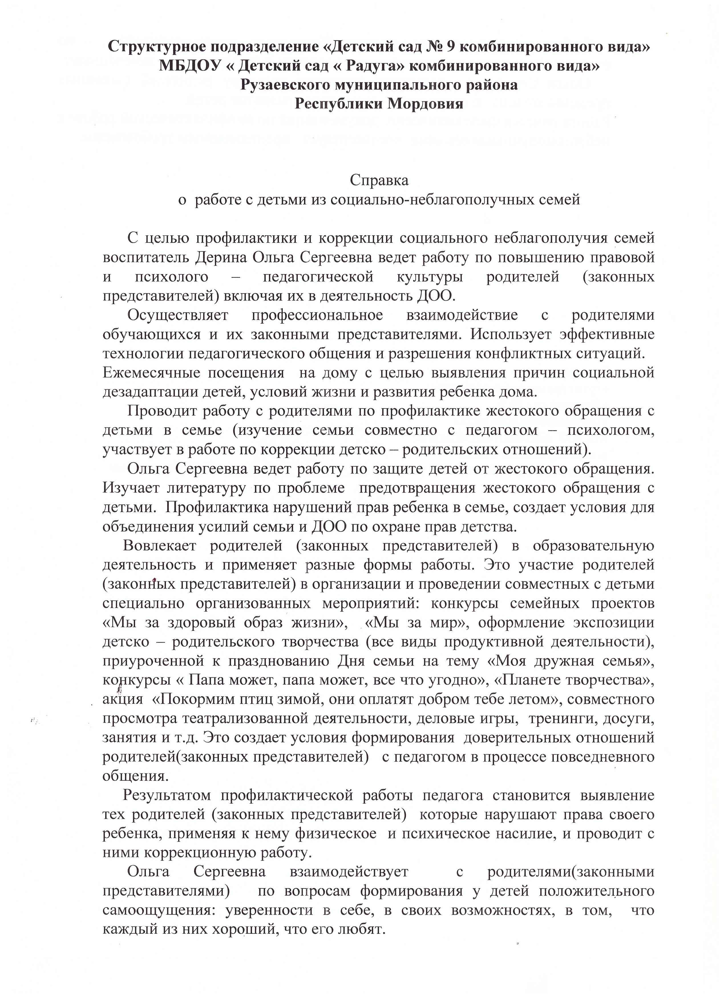 Структурное подразделение «Детский сад № 9 комбинированного вида»
МБДОУ « Детский сад « Радуга» комбинированного вида»
Рузаевского муниципального района
Республики Мордовия
Справка
о работе с детьми из социально-неблагополучных семей
С целью профилактики и коррекции социального неблагополучия семей
воспитатель Дерина Ольга Сергеевна ведет работу по повышению правовой
и психолого – педагогической культуры родителей (законных
представителей) включая их в деятельность ДОО.
Осуществляет профессиональное взаимодействие с родителями
обучающихся и их законными представителями. Использует эффективные
технологии педагогического общения и разрешения конфликтных ситуаций.
Ежемесячные посещения на дому с целью выявления причин социальной
дезадаптации детей, условий жизни и развития ребенка дома.
Проводит работу с родителями по профилактике жестокого обращения с
детьми в семье (изучение семьи совместно с педагогом – психологом,
участвует в работе по коррекции детско – родительских отношений).
Ольга Сергеевна ведет работу по защите детей от жестокого обращения.
Изучает литературу по проблеме предотвращения жестокого обращения с
детьми. Профилактика нарушений прав ребенка в семье, создает условия для
объединения усилий семьи и ДОО по охране прав детства.
Вовлекает родителей (законных представителей) в образовательную
деятельность и применяет разные формы работы. Это участие родителей
(законных представителей) в организации и проведении совместных с детьми
специально организованных мероприятий: конкурсы семейных проектов
«Мы за здоровый образ жизни», «Мы за мир», оформление экспозиции
детско – родительского творчества (все виды продуктивной деятельности),
приуроченной к празднованию Дня семьи на тему «Моя дружная семья»,
конкурсы « Папа может, папа может, все что угодно», «Планете творчества»,
акция «Покормим птиц зимой, они оплатят добром тебе летом», совместного
просмотра театрализованной деятельности, деловые игры, тренинги, досуги,
занятия и т.д. Это создает условия формирования доверительных отношений
родителей(законных представителей) с педагогом в процессе повседневного
общения.
Результатом профилактической работы педагога становится выявление
тех родителей (законных представителей) которые нарушают права своего
ребенка, применяя к нему физическое и психическое насилие, и проводит с
ними коррекционную работу.
Ольга Сергеевна взаимодействует с родителями(законными
представителями) по вопросам формирования у детей положительного
самоощущения: уверенности в себе, в своих возможностях, в том, что
каждый из них хороший, что его любят.